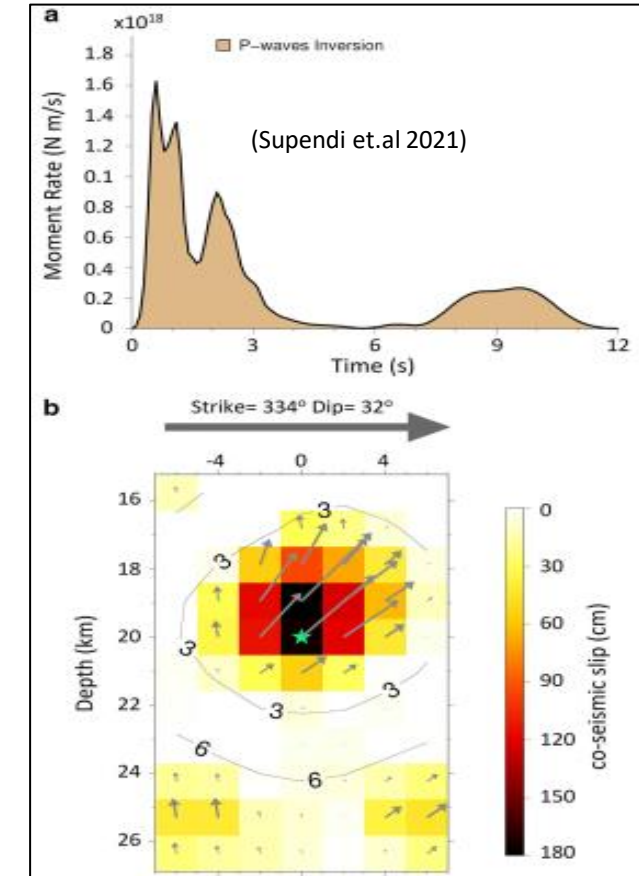 a
x10¹⁸
P-waves Inversion
(Supendi et.al 2021)
Moment Rate (N m/s)
1.8
1.6
1.4
1.2
0.1
0.8
0.6
0.4
0.2
0
0 3 6 9 12
Time (s)
b
Strike= 334° Dip= 32°
-4 0 4
Depth (km)
16
18
20
22
24
26
3
3
3
3
3
6
6
0
30
60
90
120
150
180
co-seismic slip (cm)